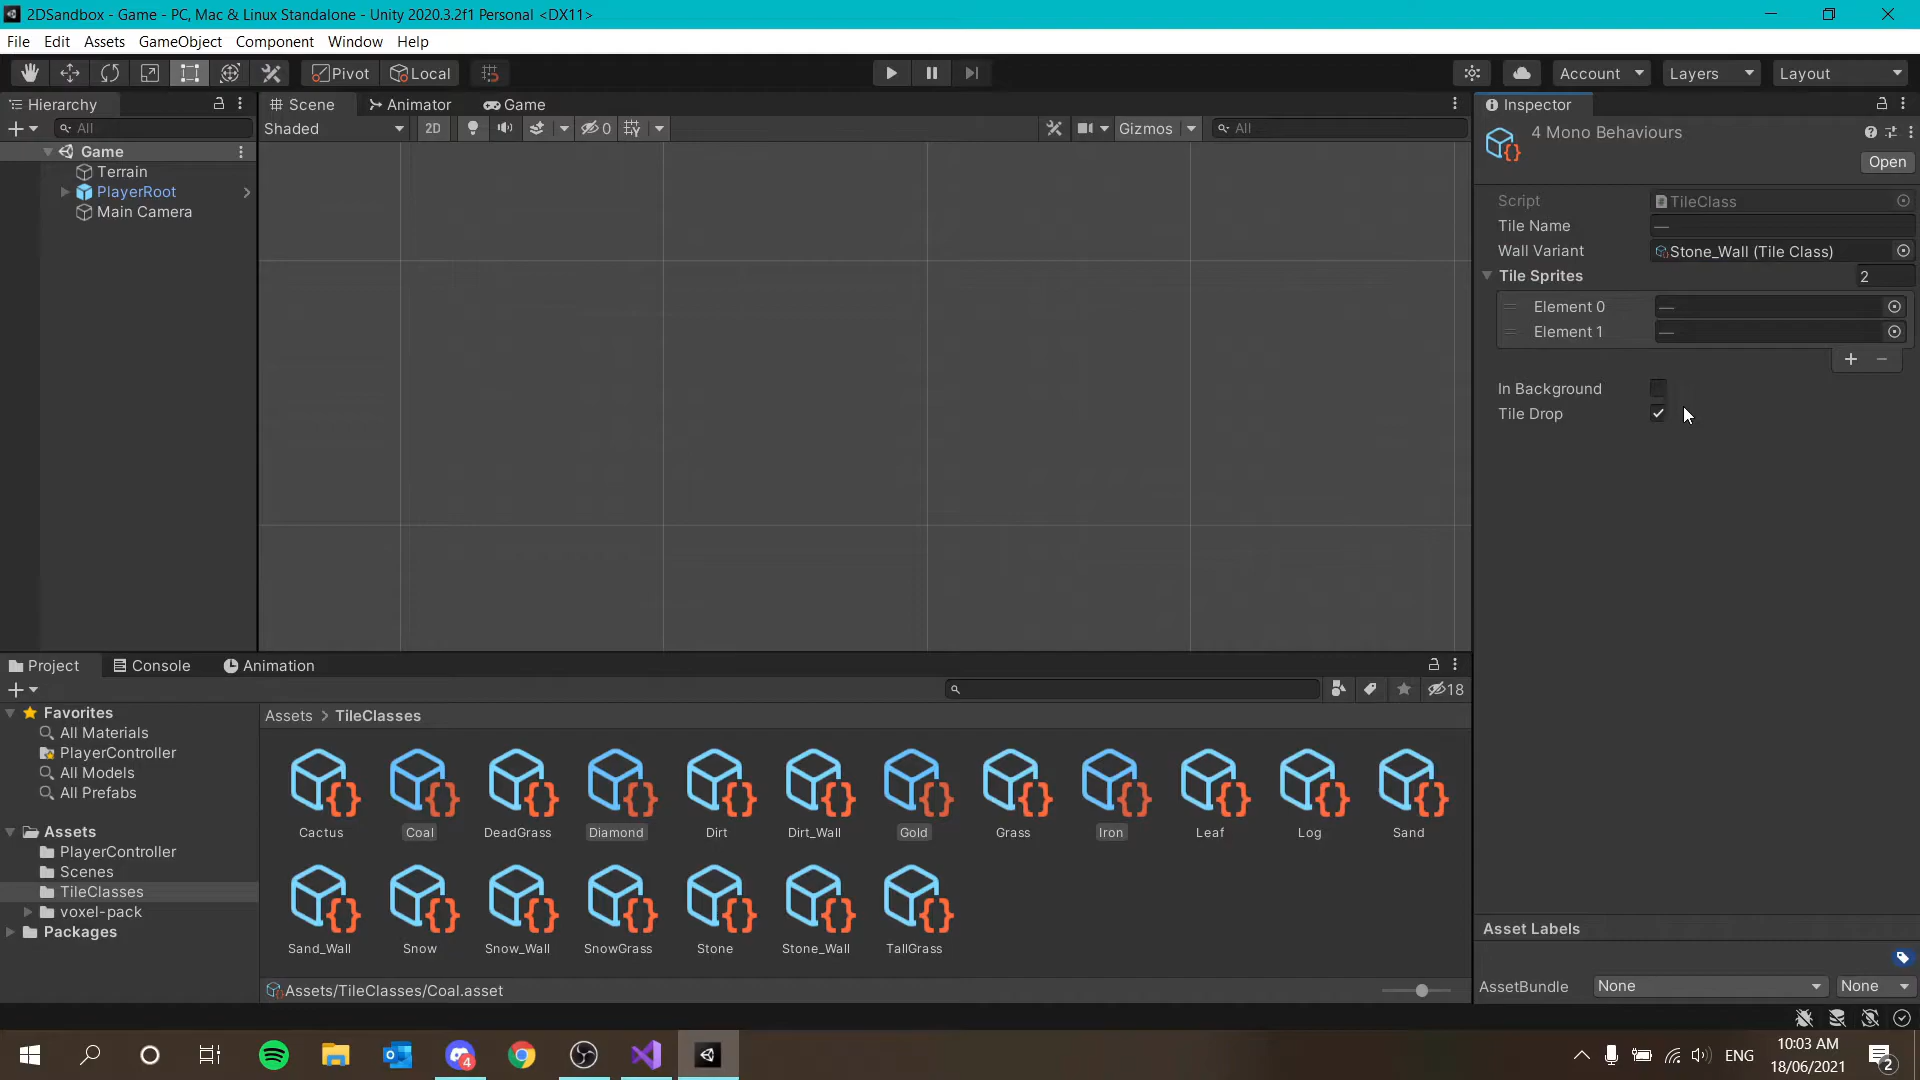 2DSandbox - Game - PC, Mac & Linux Standalone - Unity 2020.3.2f1 Personal <DX11>
File Edit Assets GameObject Component Window Help
Pivot Local Account Layers Layout
Hierarchy
All
Game
Terrain
PlayerRoot
Main Camera
Scene Animator Game
Shaded 2D 0 Gizmos All
Inspector
4 Mono Behaviours
Open
Script TileClass
Tile Name —
Wall Variant Stone_Wall (Tile Class)
Tile Sprites 2
Element 0 —
Element 1 —
In Background
Tile Drop
Project Console Animation
18
Favorites
All Materials
PlayerController
All Models
All Prefabs
Assets
PlayerController
Scenes
TileClasses
voxel-pack
Packages
Assets > TileClasses
Cactus Coal DeadGrass Diamond Dirt Dirt_Wall Gold Grass Iron Leaf Log Sand
Sand_Wall Snow Snow_Wall SnowGrass Stone Stone_Wall TallGrass
Assets/TileClasses/Coal.asset
Asset Labels
AssetBundle None None
4
ENG
10:03 AM
18/06/2021
2